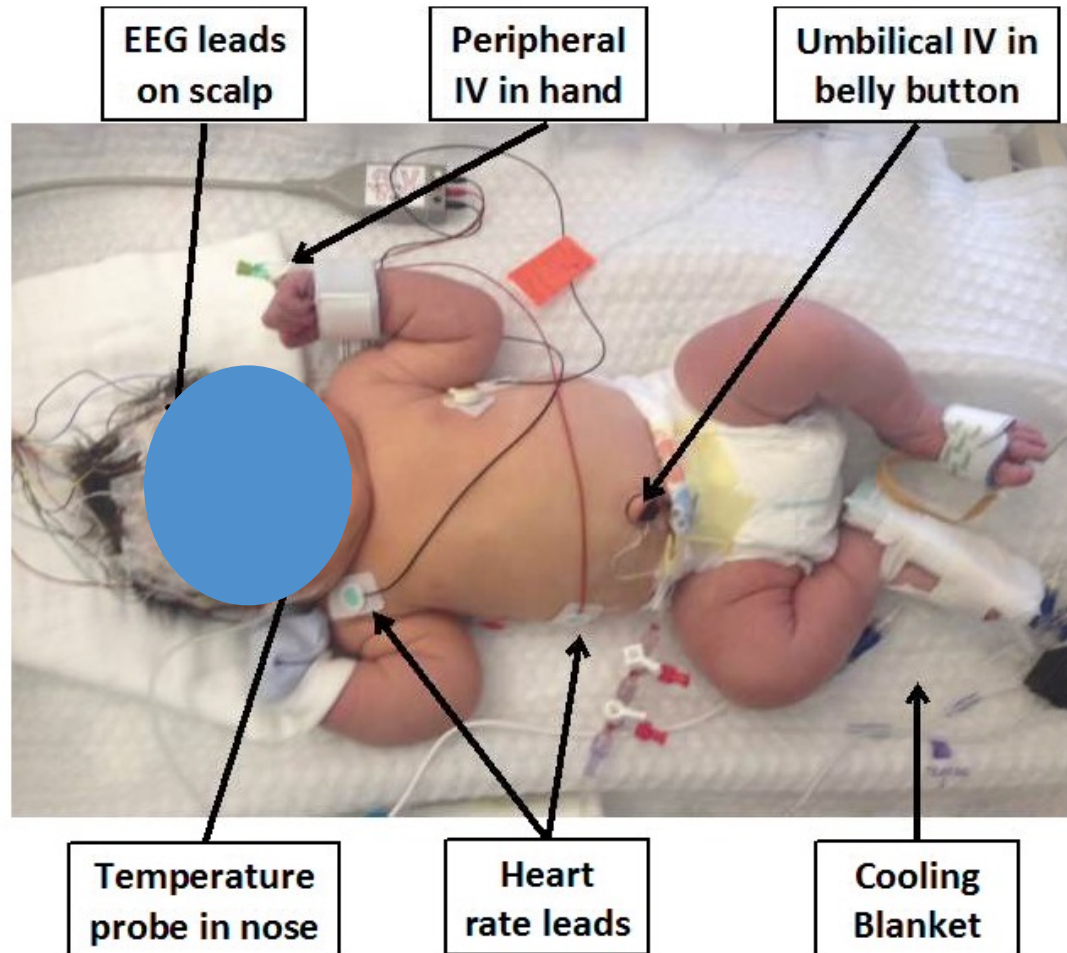 EEG leads
on scalp
Peripheral
IV in hand
Umbilical IV in
belly button
Temperature
probe in nose
Heart
rate leads
Cooling
Blanket